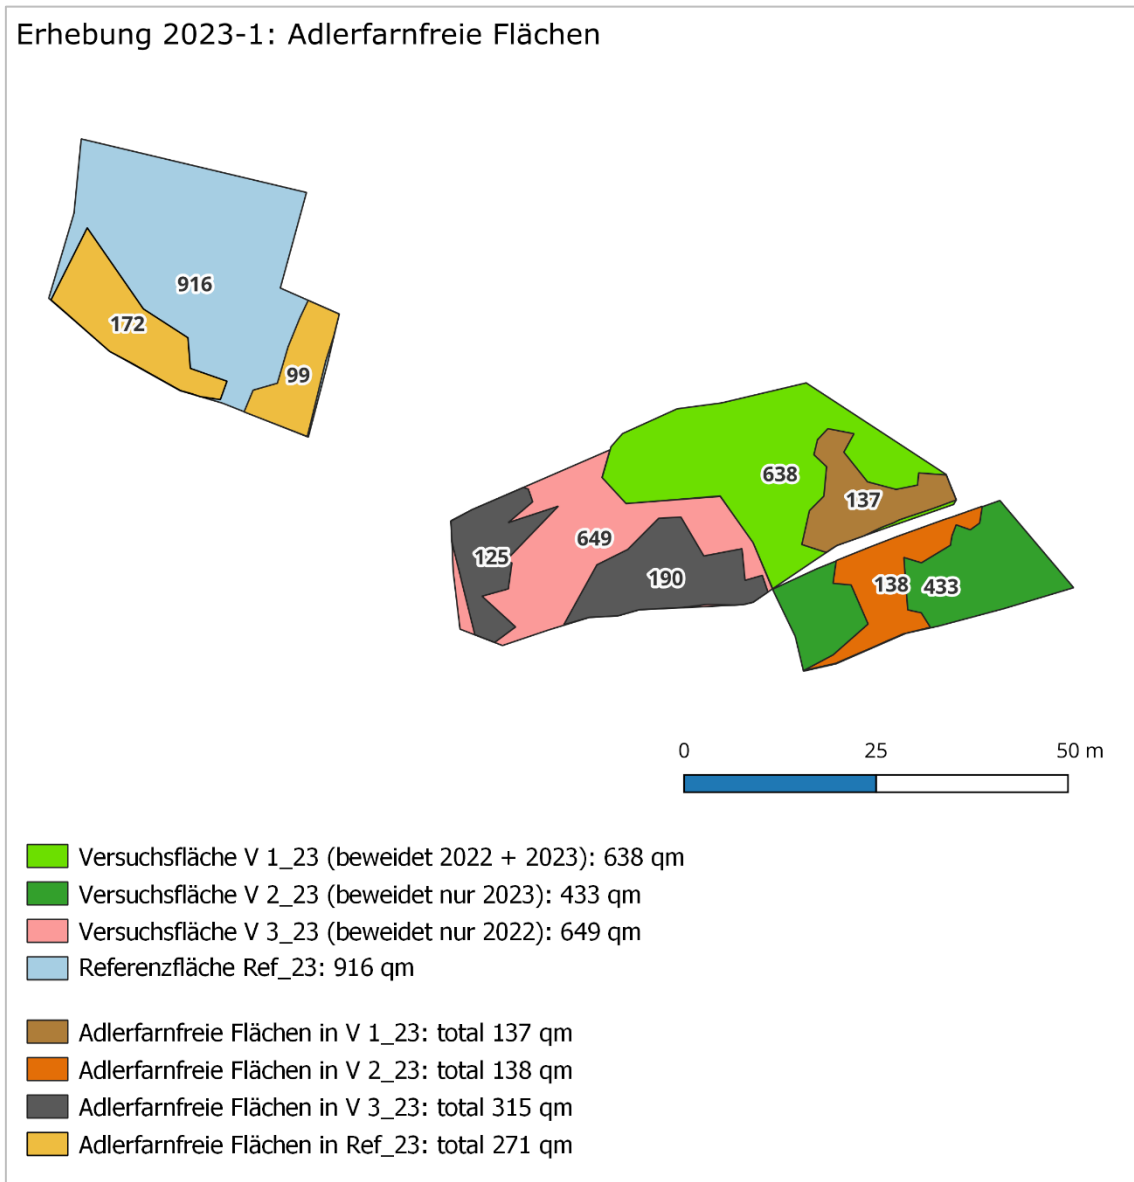 Erhebung 2023-1: Adlerfarnfreie Flächen
916
172
99
638
137
649
125
190
138
433
0 25 50 m
Versuchsfläche V 1_23 (beweidet 2022 + 2023): 638 qm
Versuchsfläche V 2_23 (beweidet nur 2023): 433 qm
Versuchsfläche V 3_23 (beweidet nur 2022): 649 qm
Referenzfläche Ref_23: 916 qm
Adlerfarnfreie Flächen in V 1_23: total 137 qm
Adlerfarnfreie Flächen in V 2_23: total 138 qm
Adlerfarnfreie Flächen in V 3_23: total 315 qm
Adlerfarnfreie Flächen in Ref_23: total 271 qm